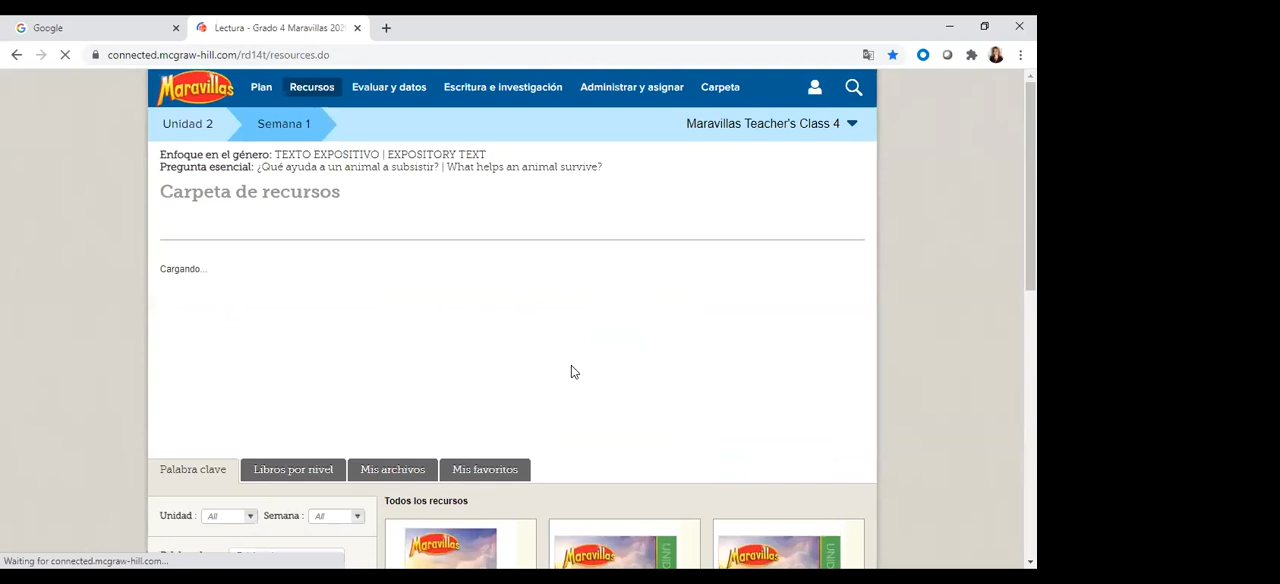 Google
Lectura - Grado 4 Maravillas 202
connected.mcgraw-hill.com/rd14t/resources.do
Maravillas Plan Recursos Evaluar y datos Escritura e investigación Administrar y asignar Carpeta
Unidad 2 Semana 1 Maravillas Teacher's Class 4
Enfoque en el género: TEXTO EXPOSITIVO | EXPOSITORY TEXT
Pregunta esencial: ¿Qué ayuda a un animal a subsistir? | What helps an animal survive?
Carpeta de recursos
Cargando...
Palabra clave Libros por nivel Mis archivos Mis favoritos
Todos los recursos
Unidad : All Semana : All
Maravillas Maravillas Maravillas
Waiting for connected.mcgraw-hill.com...